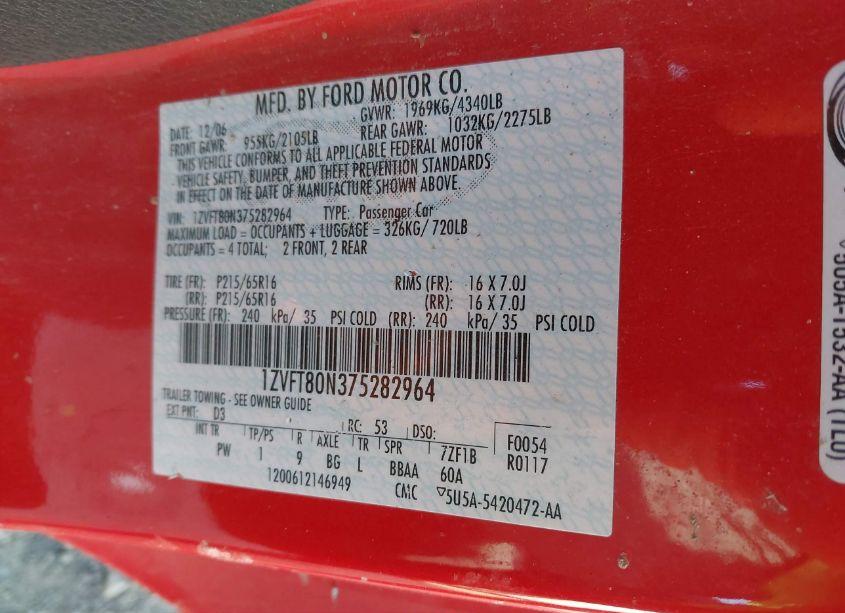 MFD. BY FORD MOTOR CO.
DATE: 12/06 GVWR: 1969KG/4340LB
FRONT GAWR: 955KG/2105LB REAR GAWR: 1032KG/2275LB
THIS VEHICLE CONFORMS TO ALL APPLICABLE FEDERAL MOTOR
VEHICLE SAFETY, BUMPER, AND THEFT PREVENTION STANDARDS
IN EFFECT ON THE DATE OF MANUFACTURE SHOWN ABOVE.
VIN: 1ZVFT80N375282964 TYPE: Passenger Car
MAXIMUM LOAD = OCCUPANTS + LUGGAGE = 326KG/ 720LB
OCCUPANTS = 4 TOTAL; 2 FRONT, 2 REAR
TIRE (FR): P215/65R16 RIMS (FR): 16 X 7.0J
(RR): P215/65R16 (RR): 16 X 7.0J
PRESSURE (FR): 240 kPa/ 35 PSI COLD (RR): 240 kPa/ 35 PSI COLD
1ZVFT80N375282964
TRAILER TOWING - SEE OWNER GUIDE
EXT PNT: D3 RC: 53 DSO: F0054
INT TR TP/PS R AXLE TR SPR 7ZF1B R0117
PW 1 9 BG L BBAA 60A
1200612146949 CMC ▽5U5A-5420472-AA
5U5A-1532-AA (TLO)